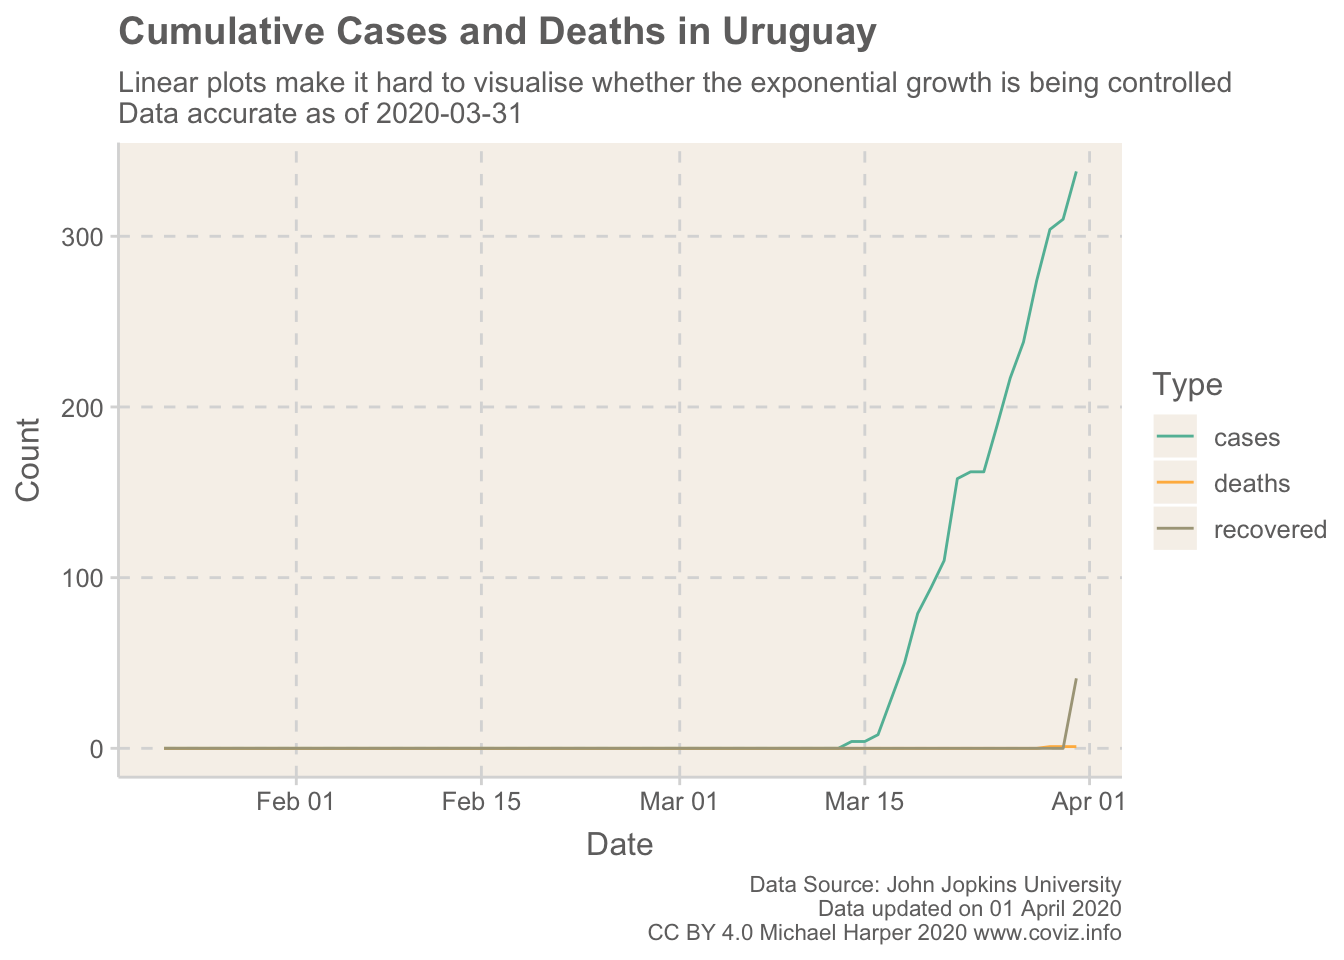 Cumulative Cases and Deaths in Uruguay
Linear plots make it hard to visualise whether the exponential growth is being controlled
Data accurate as of 2020-03-31
300
200
100
0
Count
Feb 01
Feb 15
Mar 01
Mar 15
Apr 01
Date
Type
cases
deaths
recovered
Data Source: John Jopkins University
Data updated on 01 April 2020
CC BY 4.0 Michael Harper 2020 www.coviz.info